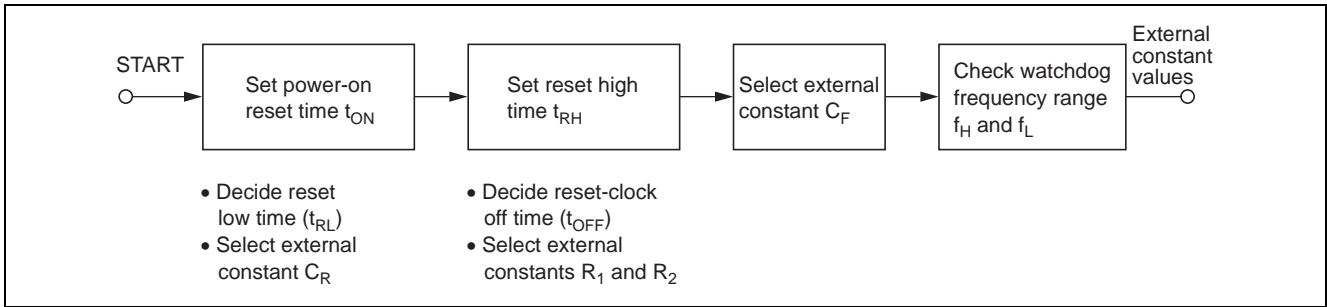 START
Set power-on
reset time tON
Set reset high
time tRH
Select external
constant CF
Check watchdog
frequency range
fH and fL
External
constant
values
• Decide reset
low time (tRL)
• Select external
constant CR
• Decide reset-clock
off time (tOFF)
• Select external
constants R1 and R2